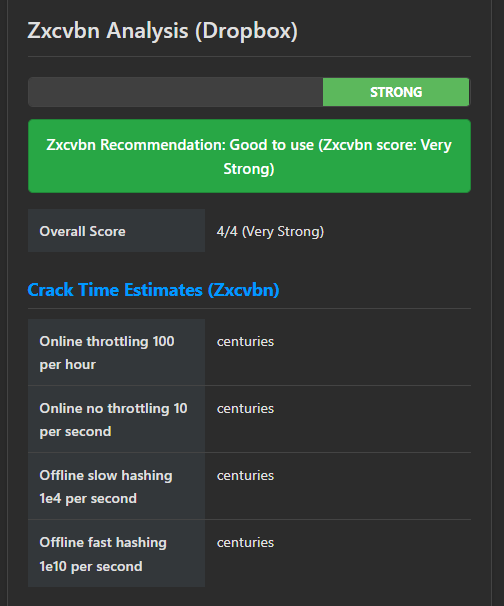 Zxcvbn Analysis (Dropbox)
STRONG
Zxcvbn Recommendation: Good to use (Zxcvbn score: Very
Strong)
Overall Score
4/4 (Very Strong)
Crack Time Estimates (Zxcvbn)
Online throttling 100
per hour
centuries
Online no throttling 10
per second
centuries
Offline slow hashing
1e4 per second
centuries
Offline fast hashing
1e10 per second
centuries